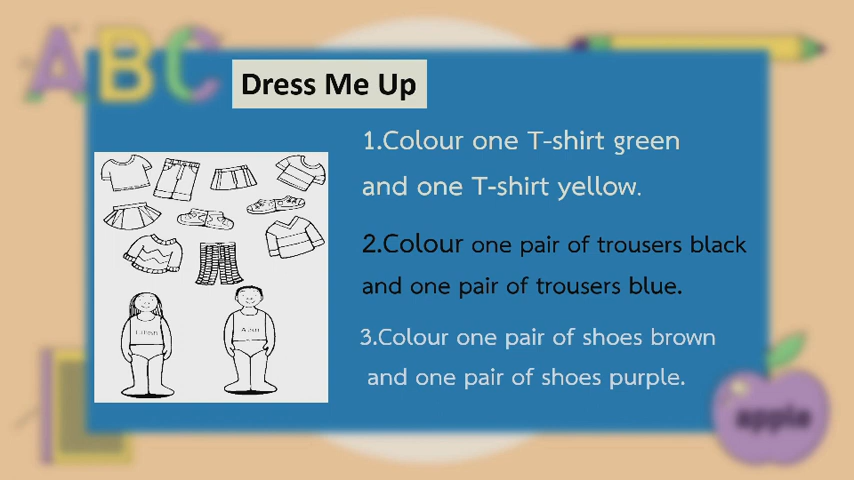 ABC
Dress Me Up
1.Colour one T-shirt green
and one T-shirt yellow.
2.Colour one pair of trousers black
and one pair of trousers blue.
3.Colour one pair of shoes brown
and one pair of shoes purple.
apple